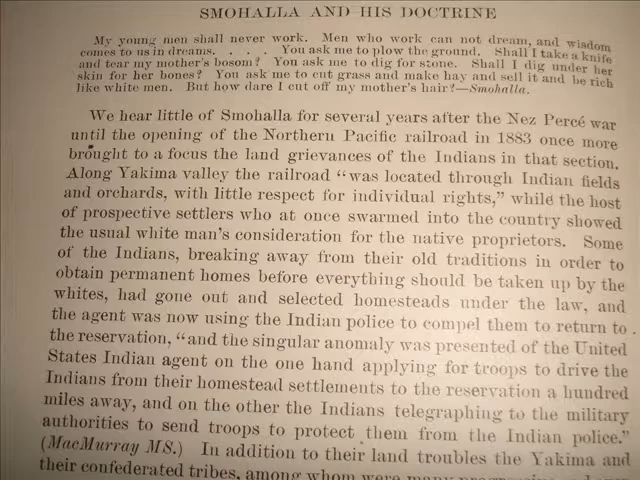 SMOHALLA AND HIS DOCTRINE
My young men shall never work. Men who work can not dream, and wisdom
comes to us in dreams. . . . You ask me to plow the ground. Shall I take a knife
and tear my mother's bosom? You ask me to dig for stone. Shall I dig under her
skin for her bones? You ask me to cut grass and make hay and sell it and be rich
like white men. But how dare I cut off my mother's hair?—Smohalla.
We hear little of Smohalla for several years after the Nez Percé war
until the opening of the Northern Pacific railroad in 1883 once more
brought to a focus the land grievances of the Indians in that section.
Along Yakima valley the railroad "was located through Indian fields
and orchards, with little respect for individual rights," while the host
of prospective settlers who at once swarmed into the country showed
the usual white man's consideration for the native proprietors. Some
of the Indians, breaking away from their old traditions in order to
obtain permanent homes before everything should be taken up by the
whites, had gone out and selected homesteads under the law, and
the agent was now using the Indian police to compel them to return to
the reservation, "and the singular anomaly was presented of the United
States Indian agent on the one hand applying for troops to drive the
Indians from their homestead settlements to the reservation a hundred
miles away, and on the other the Indians telegraphing to the military
authorities to send troops to protect them from the Indian police."
(MacMurray MS.) In addition to their land troubles the Yakima and
their confederated tribes, among whom were many progressive and